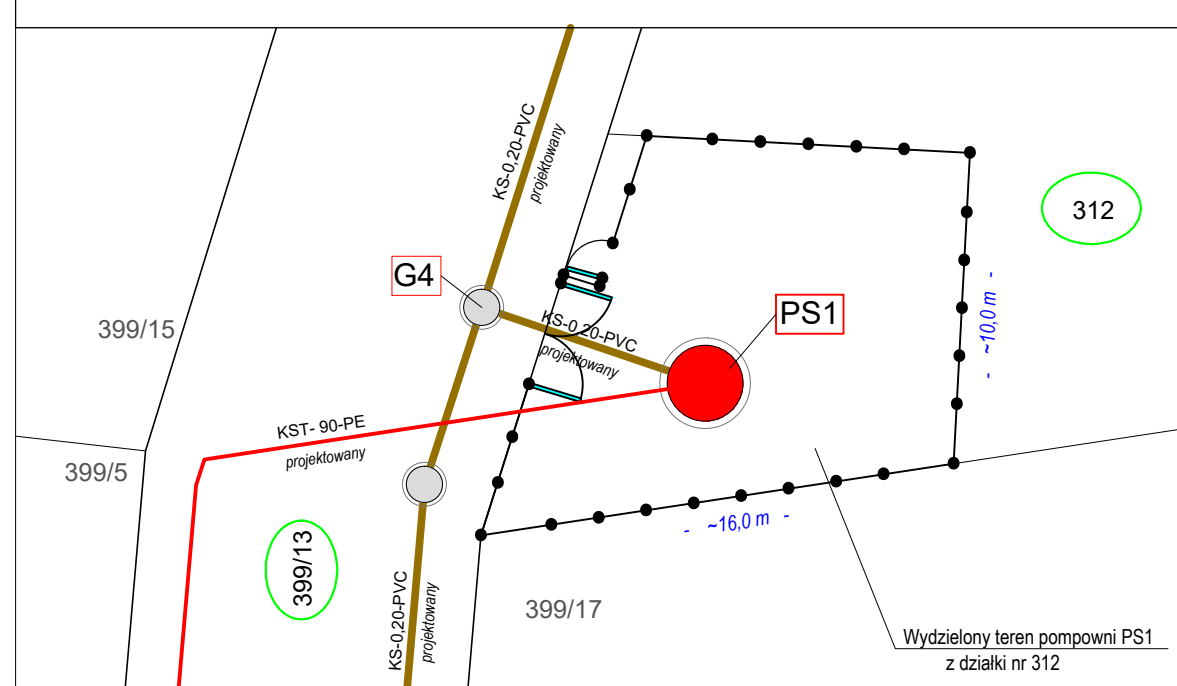 KS-0,20-PVC
projektowany
312
G4
PS1
399/15
KS-0,20-PVC
projektowany
- ~10,0 m -
KST- 90-PE
projektowany
399/5
- ~16,0 m -
399/13
KS-0,20-PVC
projektowany
399/17
Wydzielony teren pompowni PS1
z działki nr 312